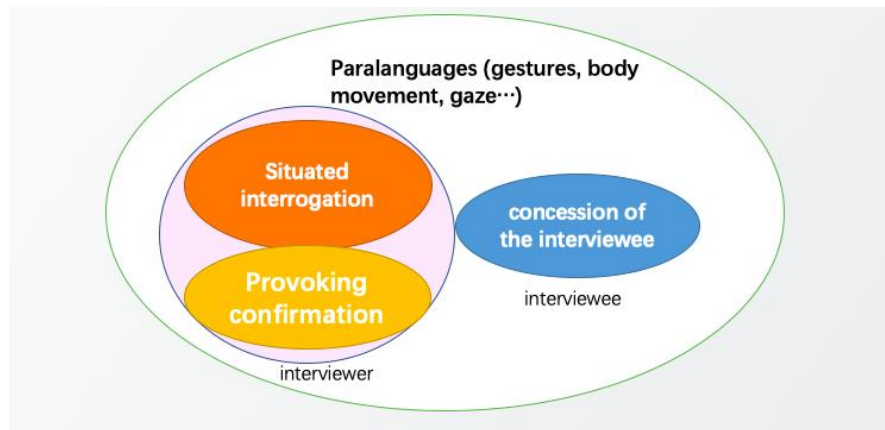 Paralanguages (gestures, body
movement, gaze…)
Situated
interrogation
Provoking
confirmation
interviewer
concession of
the interviewee
interviewee